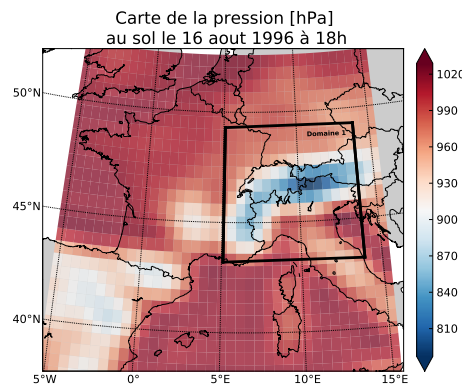 Carte de la pression [hPa]
au sol le 16 aout 1996 à 18h
50°N
45°N
40°N
5°W
0°
5°E
10°E
15°E
Domaine 1
1020
990
960
930
900
870
840
810